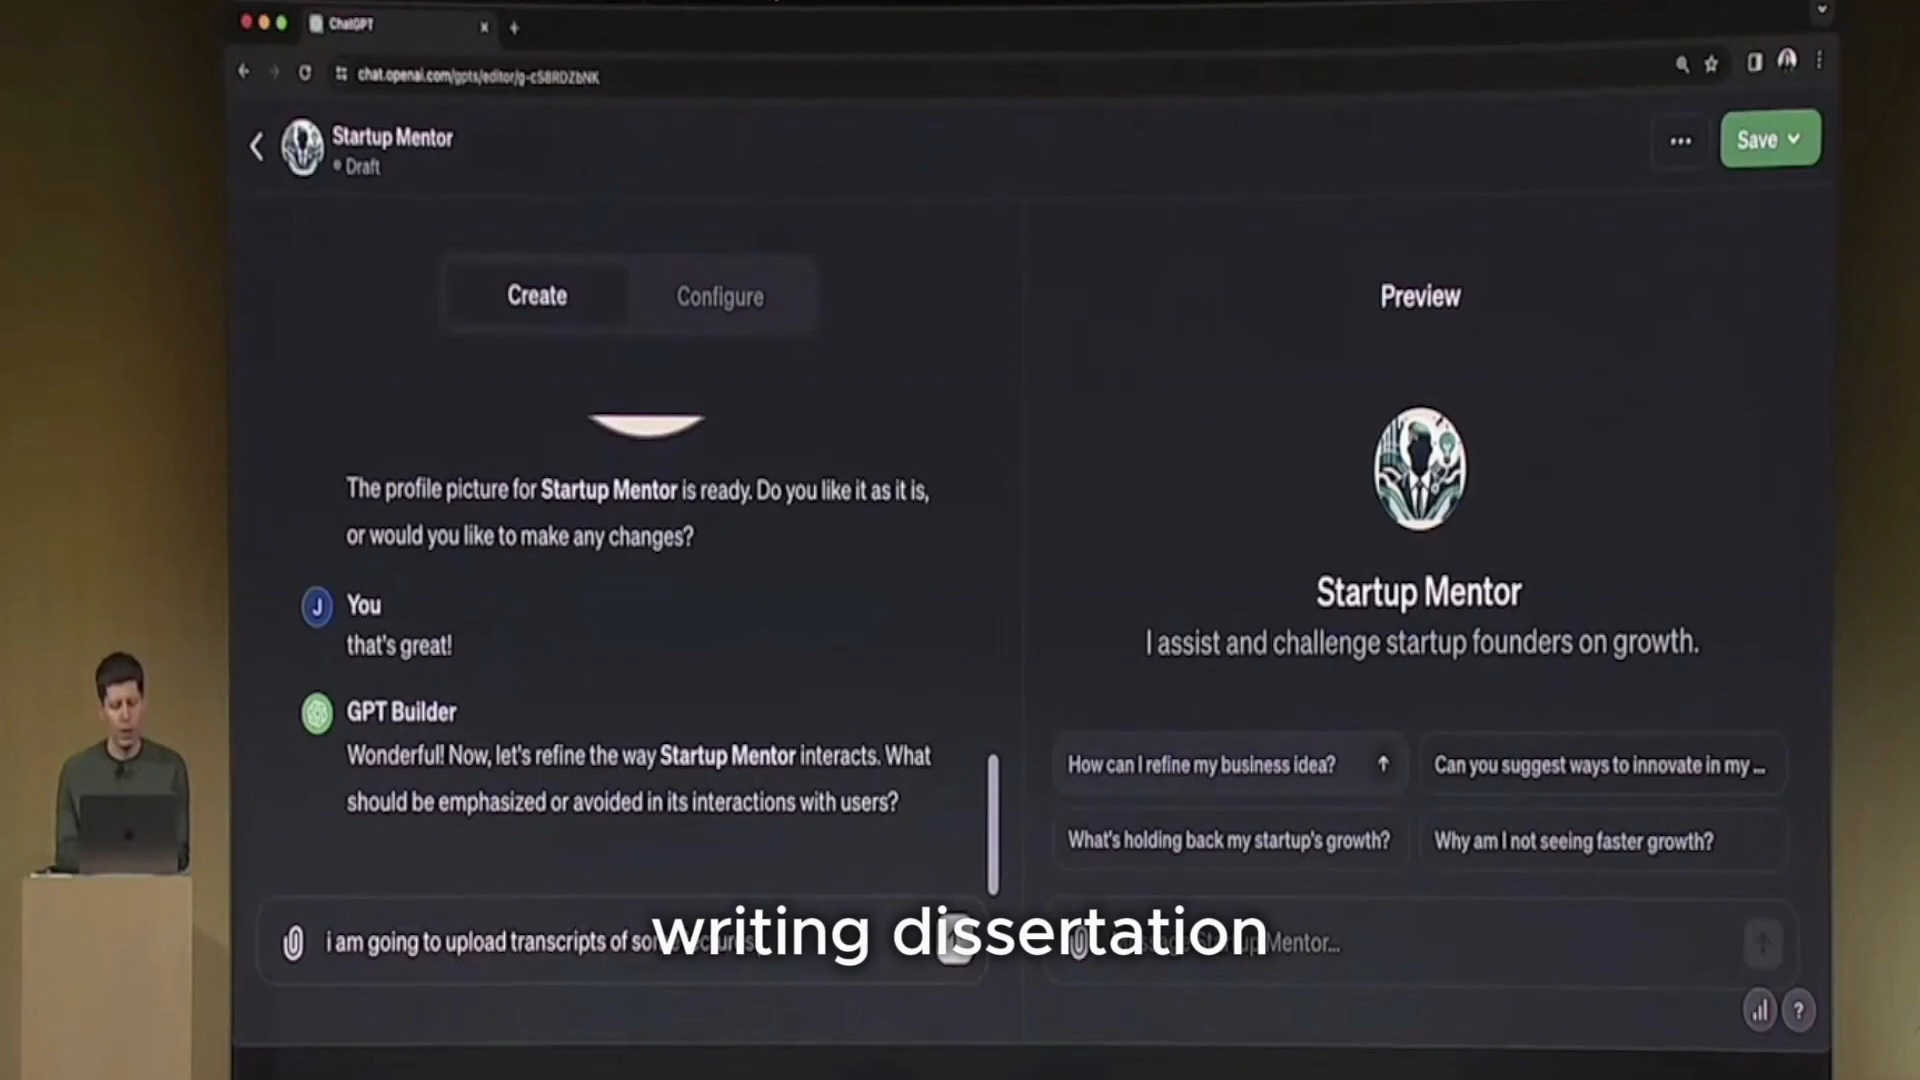 ChatGPT
chat.openai.com/gpts/editor/g-cS8RDZbNK
Startup Mentor
Draft
Save
Create
Configure
Preview
The profile picture for Startup Mentor is ready. Do you like it as it is,
or would you like to make any changes?
You
that's great!
GPT Builder
Wonderful! Now, let's refine the way Startup Mentor interacts. What
should be emphasized or avoided in its interactions with users?
Startup Mentor
I assist and challenge startup founders on growth.
How can I refine my business idea?
Can you suggest ways to innovate in my ...
What's holding back my startup's growth?
Why am I not seeing faster growth?
i am going to upload transcripts of
Mentor...
writing dissertation
J
?